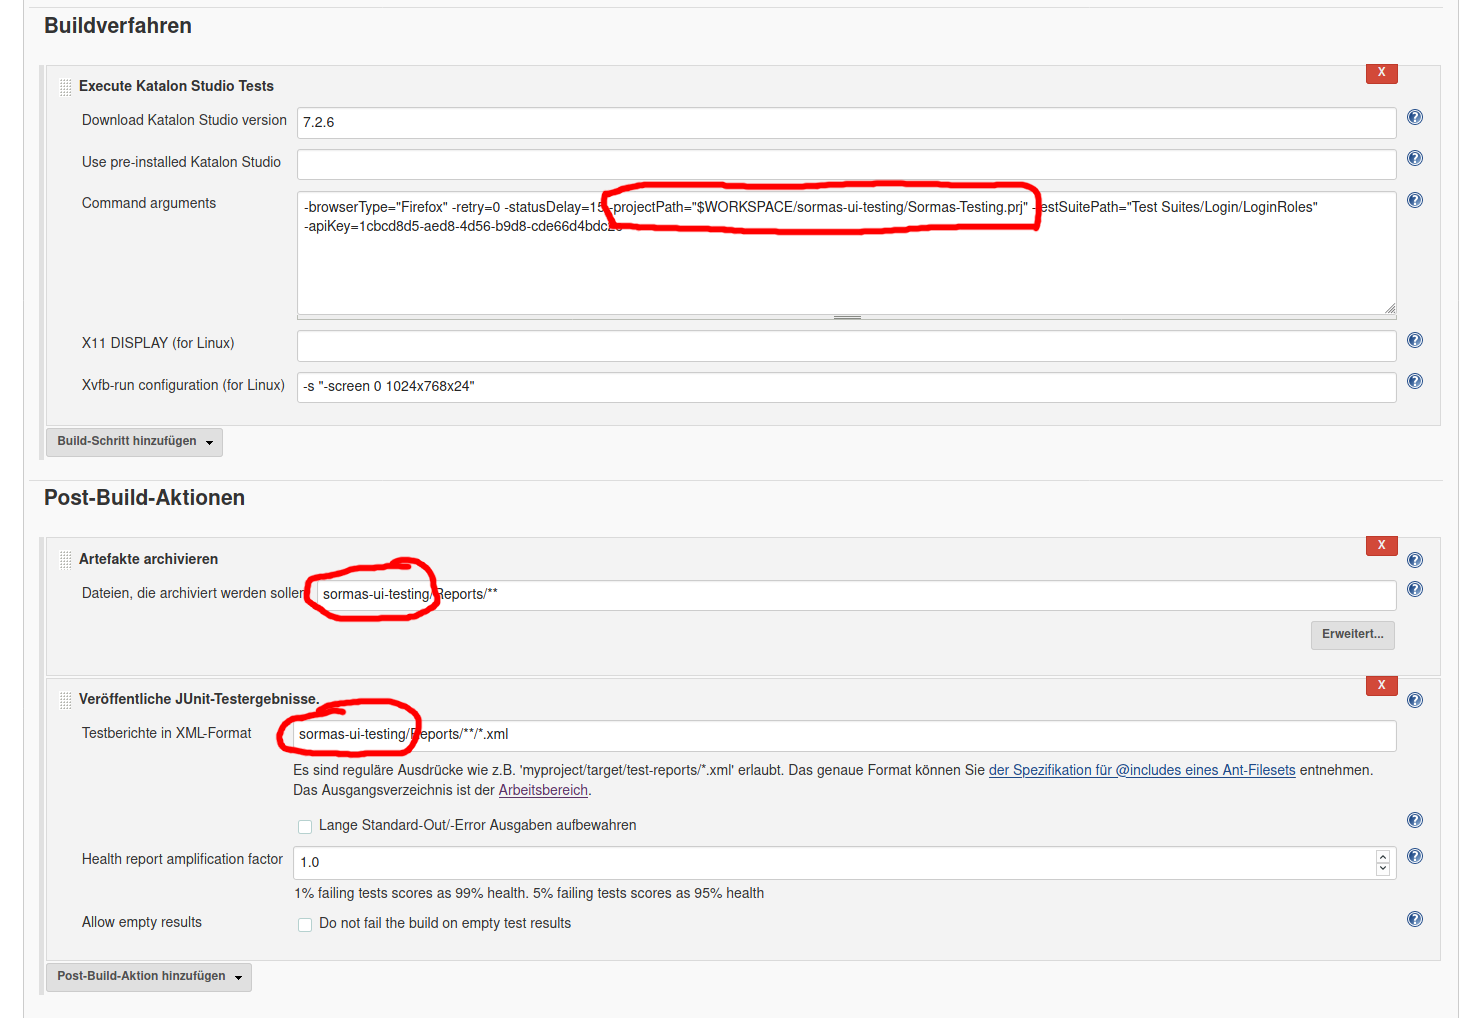 Buildverfahren
X
Execute Katalon Studio Tests
Download Katalon Studio version 7.2.6
Use pre-installed Katalon Studio
Command arguments -browserType="Firefox" -retry=0 -statusDelay=15 -projectPath="$WORKSPACE/sormas-ui-testing/Sormas-Testing.prj" -testSuitePath="Test Suites/Login/LoginRoles"
-apiKey=1cbcd8d5-aed8-4d56-b9d8-cde66d4bdc
X11 DISPLAY (for Linux)
Xvfb-run configuration (for Linux) -s "-screen 0 1024x768x24"
Build-Schritt hinzufügen
Post-Build-Aktionen
X
Artefakte archivieren
Dateien, die archiviert werden sollen sormas-ui-testing/Reports/**
Erweitert...
X
Veröffentliche JUnit-Testergebnisse.
Testberichte in XML-Format sormas-ui-testing/Reports/**/*.xml
Es sind reguläre Ausdrücke wie z.B. 'myproject/target/test-reports/*.xml' erlaubt. Das genaue Format können Sie der Spezifikation für @includes eines Ant-Filesets entnehmen.
Das Ausgangsverzeichnis ist der Arbeitsbereich.
Lange Standard-Out/-Error Ausgaben aufbewahren
Health report amplification factor 1.0
1% failing tests scores as 99% health. 5% failing tests scores as 95% health
Allow empty results Do not fail the build on empty test results
Post-Build-Aktion hinzufügen